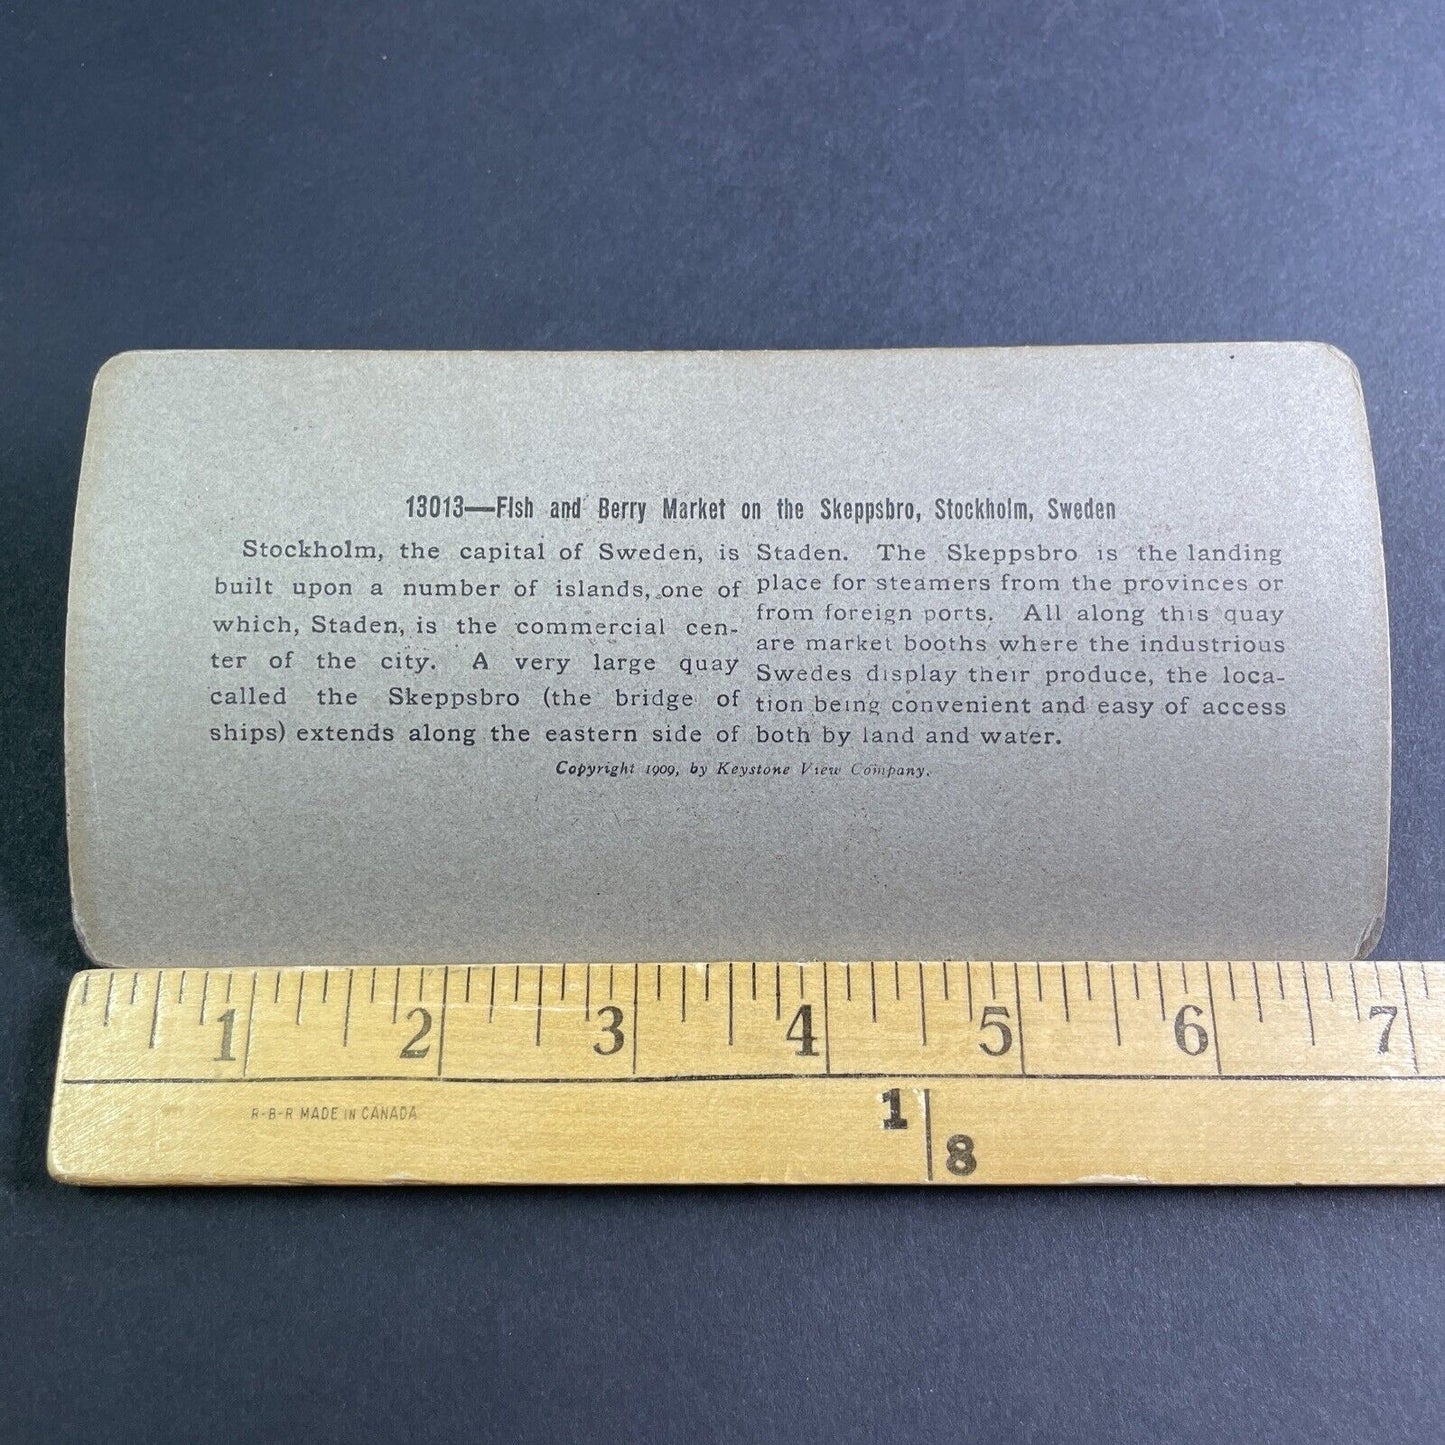 13013—Fish and Berry Market on the Skeppsbro, Stockholm, Sweden
Stockholm, the capital of Sweden, is
built upon a number of islands, one of
which, Staden, is the commercial cen-
ter of the city. A very large quay
called the Skeppsbro (the bridge of
ships) extends along the eastern side of
Staden. The Skeppsbro is the landing
place for steamers from the provinces or
from foreign ports. All along this quay
are market booths where the industrious
Swedes display their produce, the loca-
tion being convenient and easy of access
both by land and water.
Copyright 1909, by Keystone View Company.
1 2 3 4 5 6 7
R-B-R MADE IN CANADA
1
8